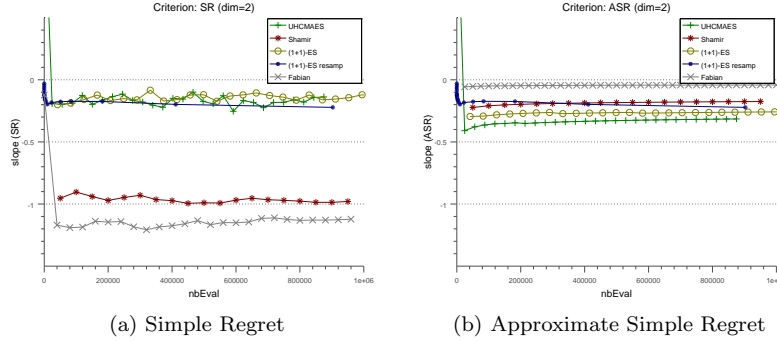 Criterion: SR (dim=2)
UHCMAES
Shamir
(1+1)-ES
(1+1)-ES resamp
Fabian
0
-0.5
-1
slope (SR)
0
200000
400000
600000
800000
1e+06
nbEval
(a) Simple Regret
Criterion: ASR (dim=2)
UHCMAES
Shamir
(1+1)-ES
(1+1)-ES resamp
Fabian
0
-0.5
-1
slope (ASR)
0
200000
400000
600000
800000
nbEval
(b) Approximate Simple Regret